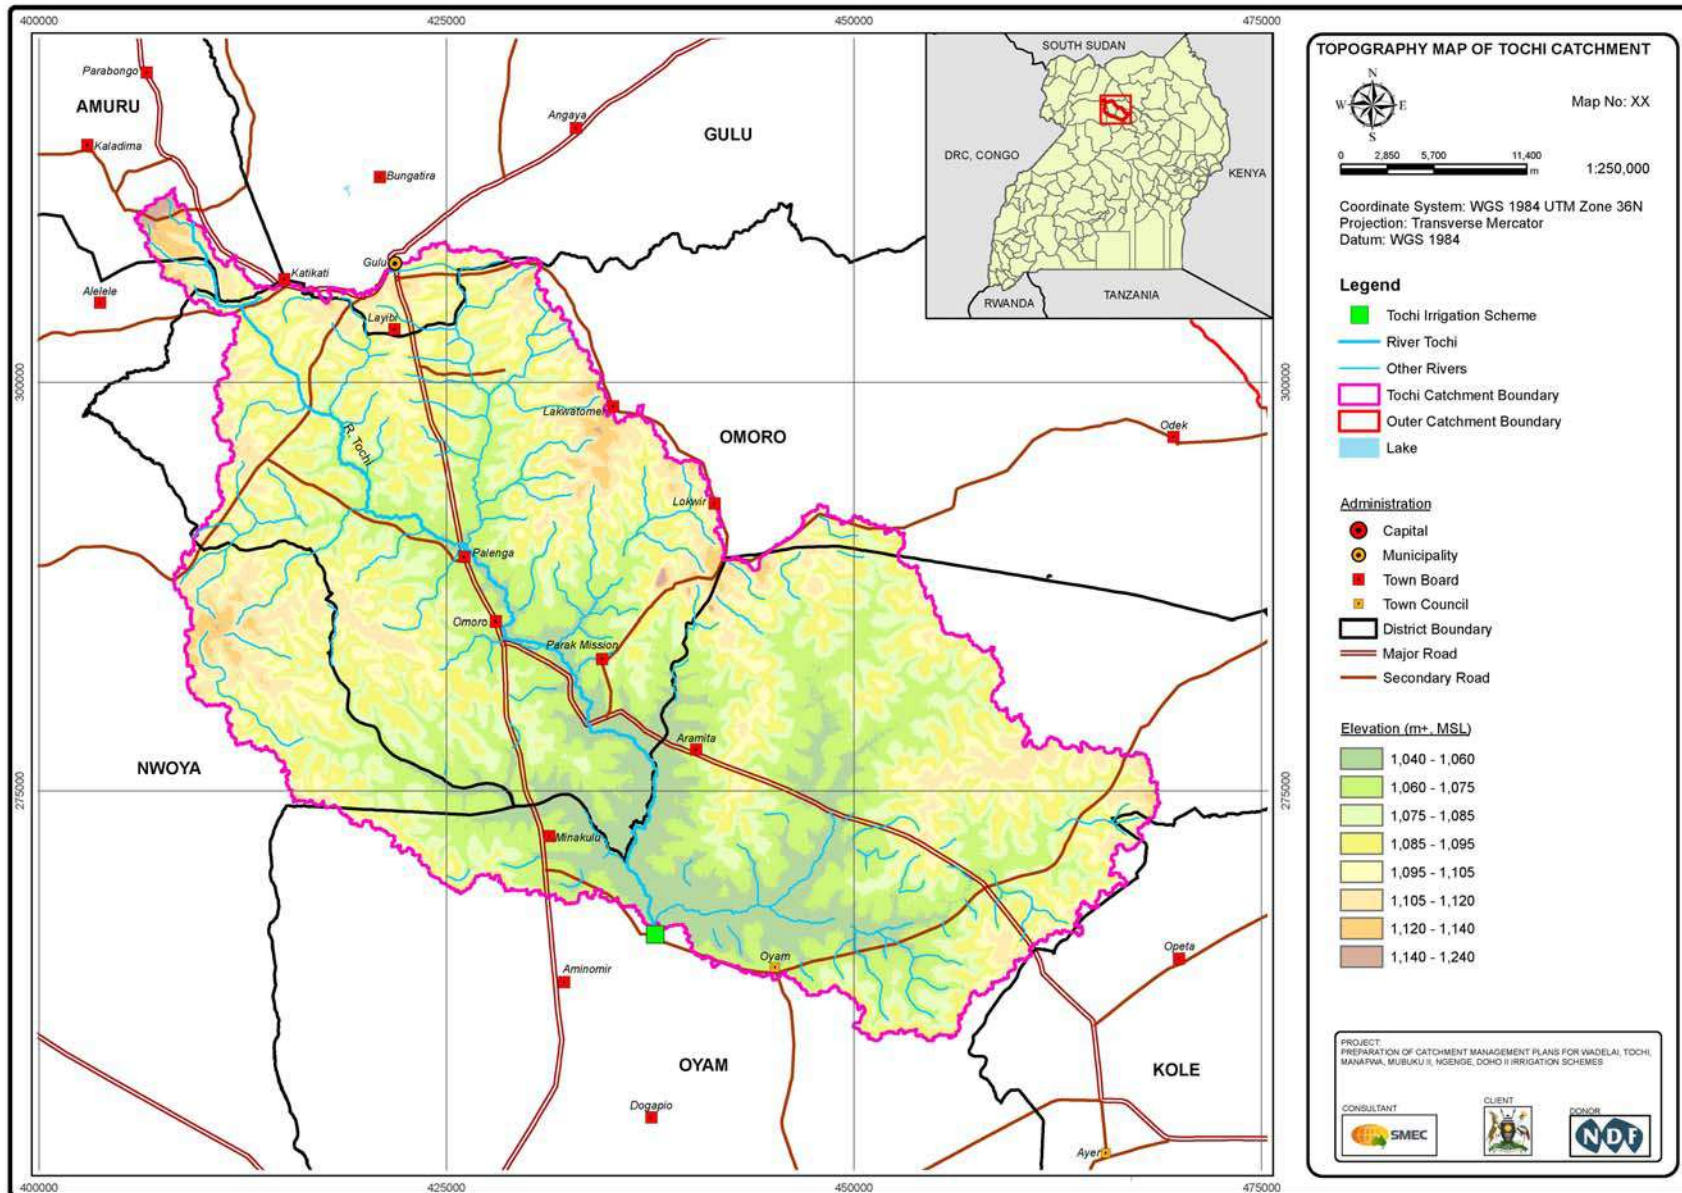 400000
425000
450000
475000
Parabongo
AMURU
Kaladima
Angaya
GULU
Bungatira
Gulu
Katikati
Alelele
Layibi
300000
300000
Lakwatomer
OMORO
Odek
R. Tochi
Lokwir
Palenga
Omoro
Parak Mission
Aramita
NWOYA
275000
275000
Minakulu
Oyam
Opeta
Aminomir
OYAM
KOLE
Dogapio
Ayer
400000
425000
450000
475000
SOUTH SUDAN
DRC, CONGO
KENYA
RWANDA
TANZANIA
TOPOGRAPHY MAP OF TOCHI CATCHMENT
N
W
E
S
Map No: XX
0 2,850 5,700 11,400
m
1:250,000
Coordinate System: WGS 1984 UTM Zone 36N
Projection: Transverse Mercator
Datum: WGS 1984
Legend
Tochi Irrigation Scheme
River Tochi
Other Rivers
Tochi Catchment Boundary
Outer Catchment Boundary
Lake
Administration
Capital
Municipality
Town Board
Town Council
District Boundary
Major Road
Secondary Road
Elevation (m+, MSL)
1,040 - 1,060
1,060 - 1,075
1,075 - 1,085
1,085 - 1,095
1,095 - 1,105
1,105 - 1,120
1,120 - 1,140
1,140 - 1,240
PROJECT:
PREPARATION OF CATCHMENT MANAGEMENT PLANS FOR WADELAI, TOCHI,
MANAFWA, MUBUKU II, NGENGE, DOHO II IRRIGATION SCHEMES
CONSULTANT
CLIENT
DONOR
SMEC
NDF